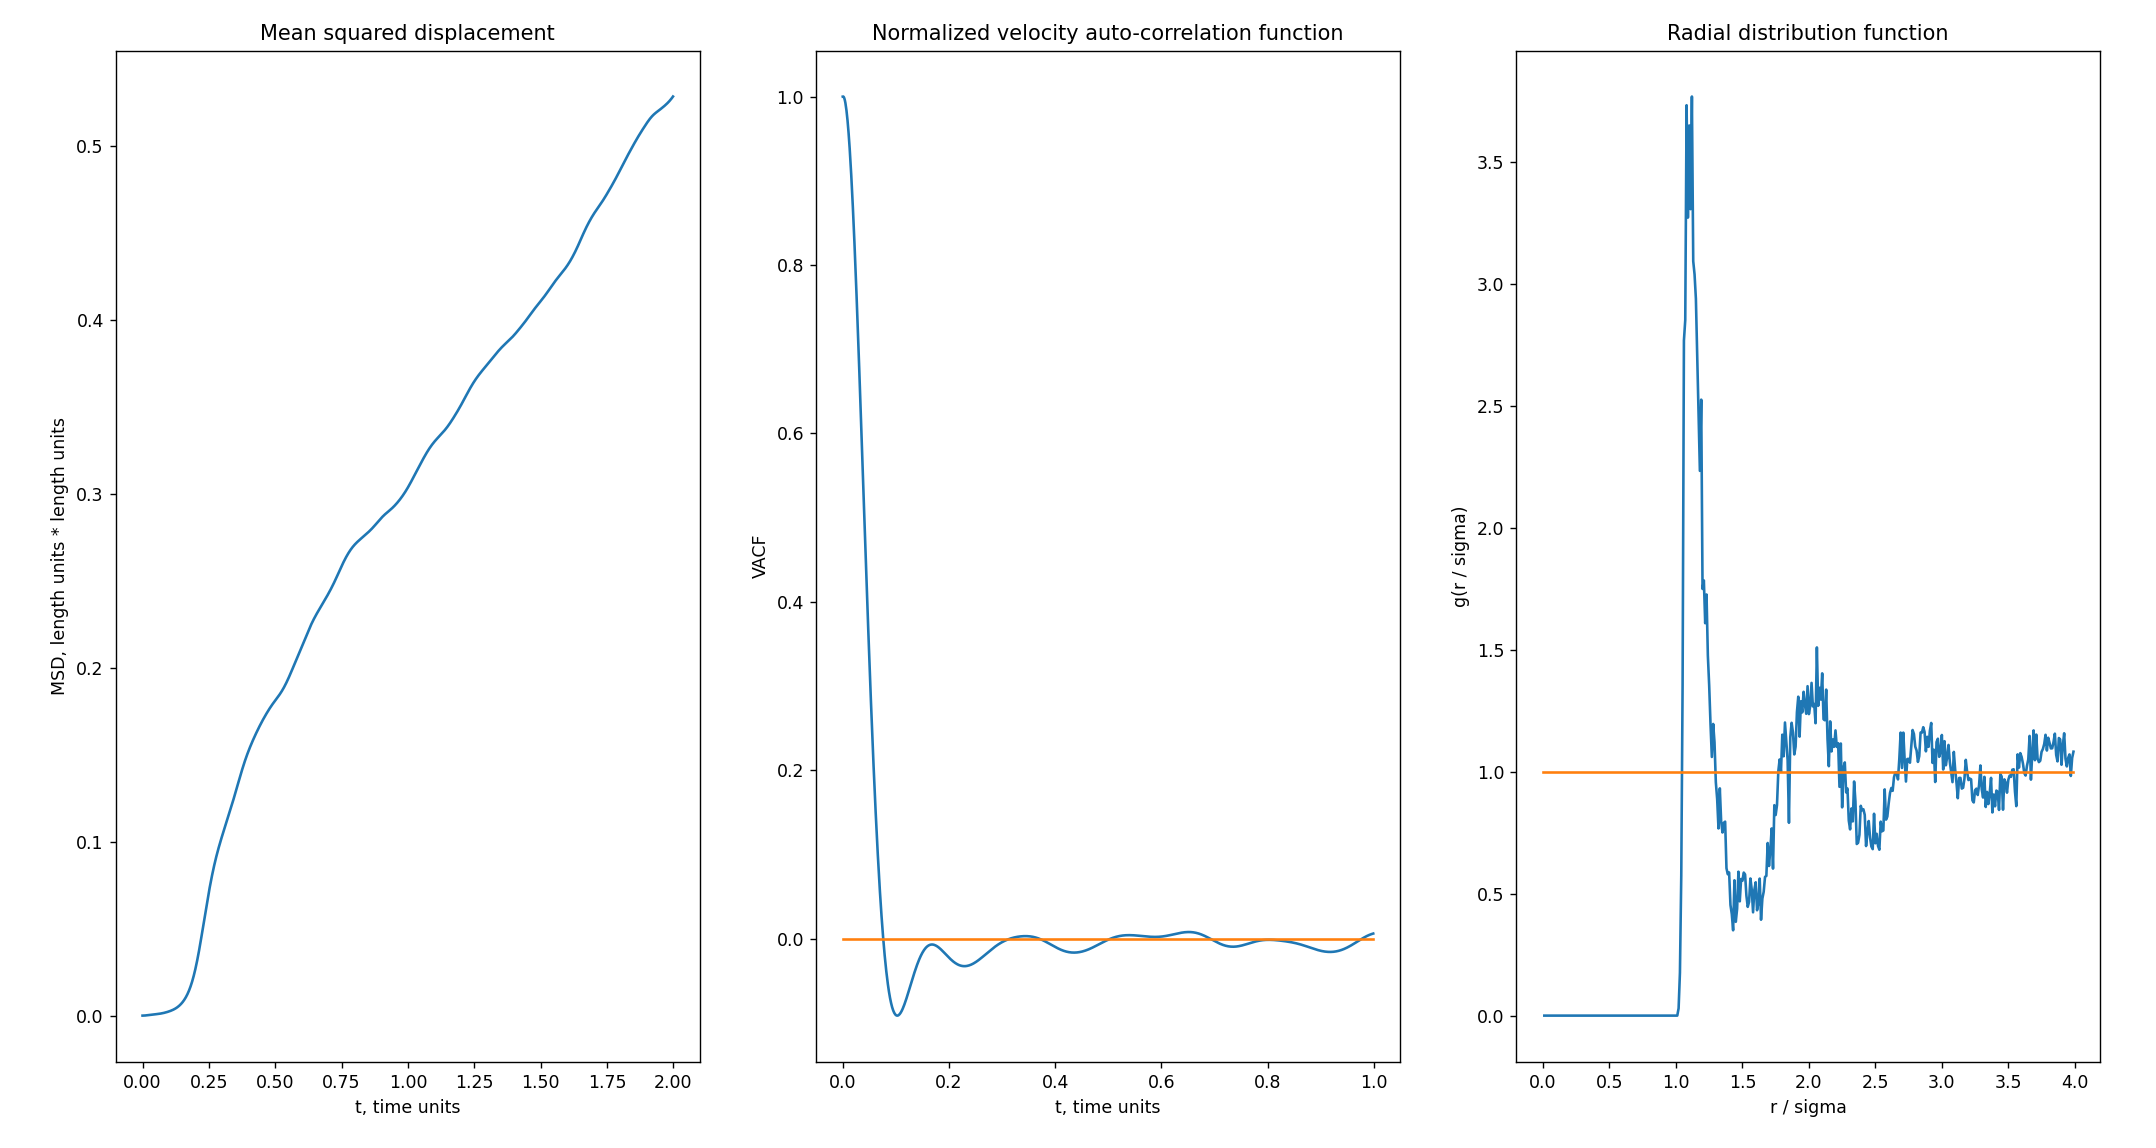 Mean squared displacement
MSD, length units * length units
0.5
0.4
0.3
0.2
0.1
0.0
0.00 0.25 0.50 0.75 1.00 1.25 1.50 1.75 2.00
t, time units
Normalized velocity auto-correlation function
VACF
1.0
0.8
0.6
0.4
0.2
0.0
0.0 0.2 0.4 0.6 0.8 1.0
t, time units
Radial distribution function
g(r / sigma)
3.5
3.0
2.5
2.0
1.5
1.0
0.5
0.0
0.0 0.5 1.0 1.5 2.0 2.5 3.0 3.5 4.0
r / sigma